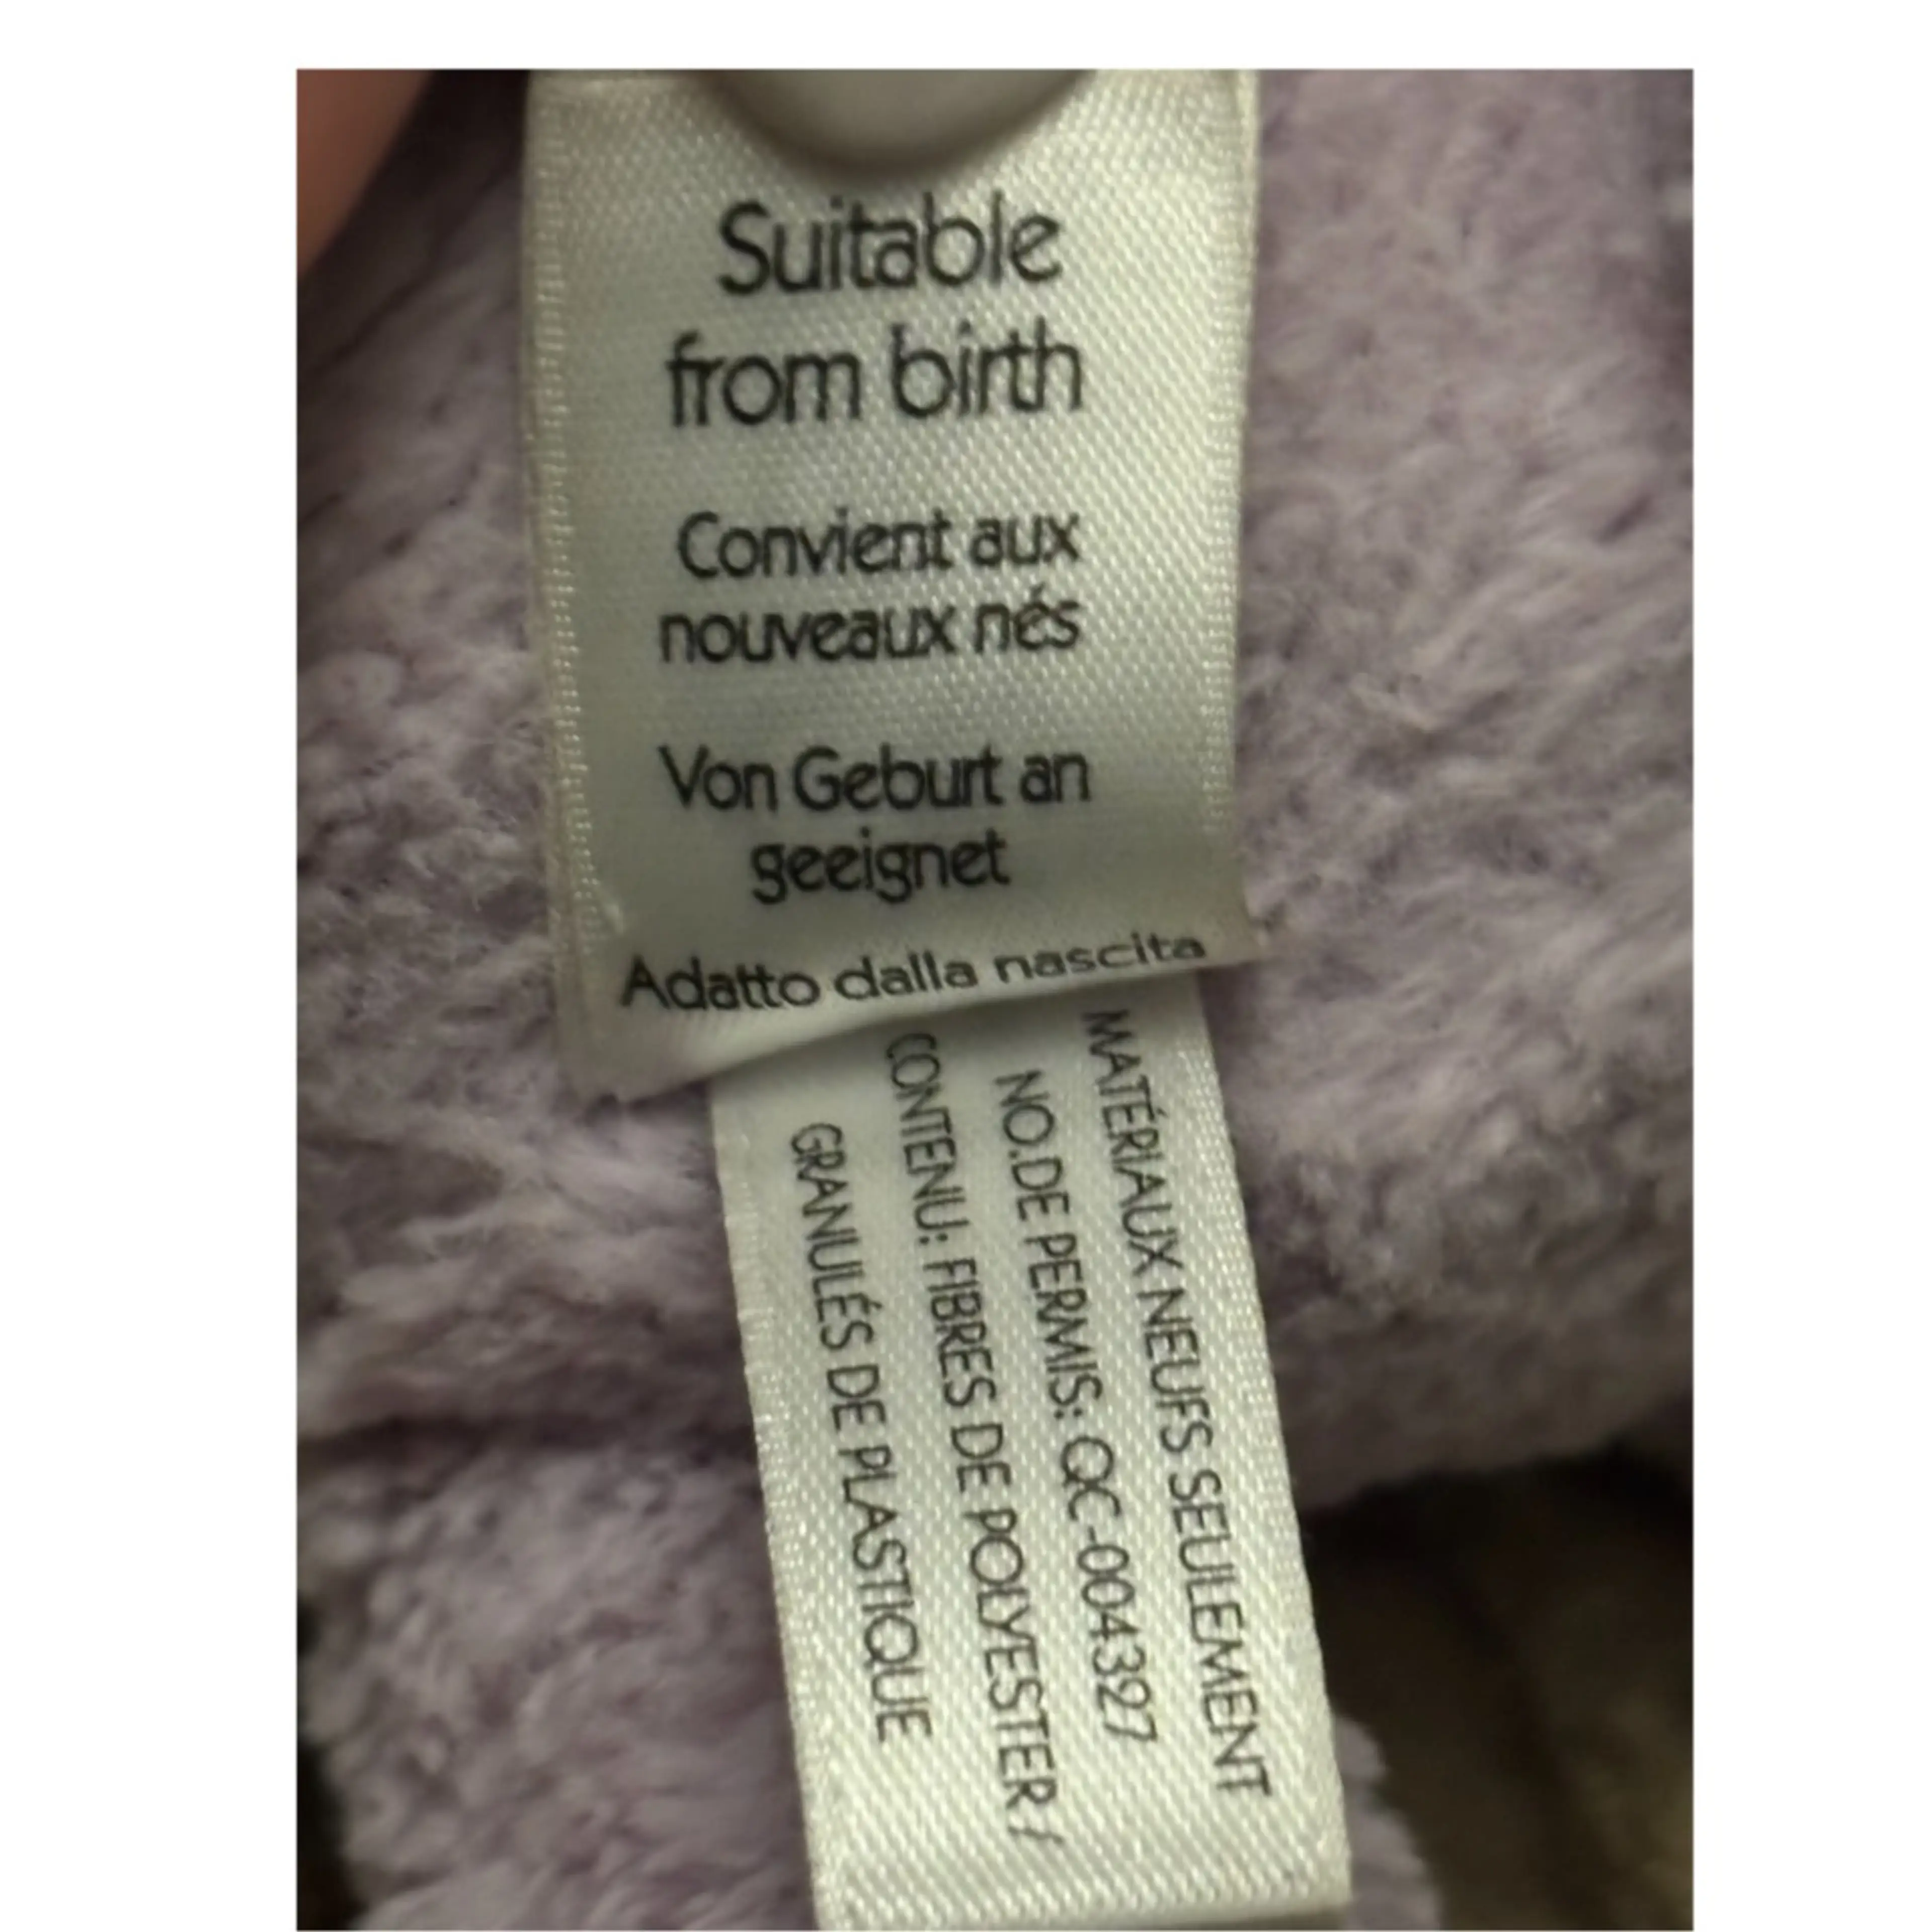 Suitable
from birth
Convient aux
nouveaux nés
Von Geburt an
geeignet
Adatto dalla nascita
MATÉRIAUX NEUFS SEULEMENT
NO.DE PERMIS: QC-004397
CONTENU: FIBRES DE POLYESTER /
GRANULÉS DE PLASTIQUE